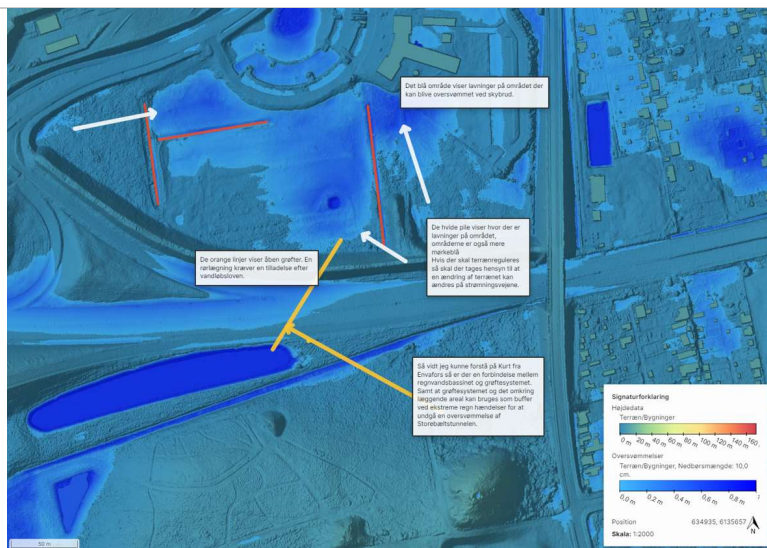 Det blå område viser lavninger på området der
kan blive oversvømmet ved skybrud.
De hvide pile viser hvor der er
lavninger på området,
områderne er også mere
mørkeblå
Hvis der skal terrænreguleres
så skal der tages hensyn til at
en ændring af terrænet kan
ændres på strømningsvejene.
De orange linjer viser åben grøfter. En
rørlægning kræver en tilladelse efter
vandløbsloven.
Så vidt jeg kunne forstå på Kurt fra
Envafors så er der en forbindelse mellem
regnvandsbassinet og grøftesystemet.
Samt at grøftesystemet og det omkring
læggende areal kan bruges som buffer
ved ekstreme regn hændelser for at
undgå en oversvømmelse af
Storebæltstunnelen.
Signaturforklaring
Højdedata
Terræn/Bygninger
0 m 20 m 40 m 60 m 80 m 100 m 120 m 140 m 160
Oversvømmelser
Terræn/Bygninger, Nedbørsmængde: 10,0
cm.
0,0 m 0,2 m 0,4 m 0,6 m 0,8 m
Position 634935, 6135657
N
Skala: 1:2000
50 m